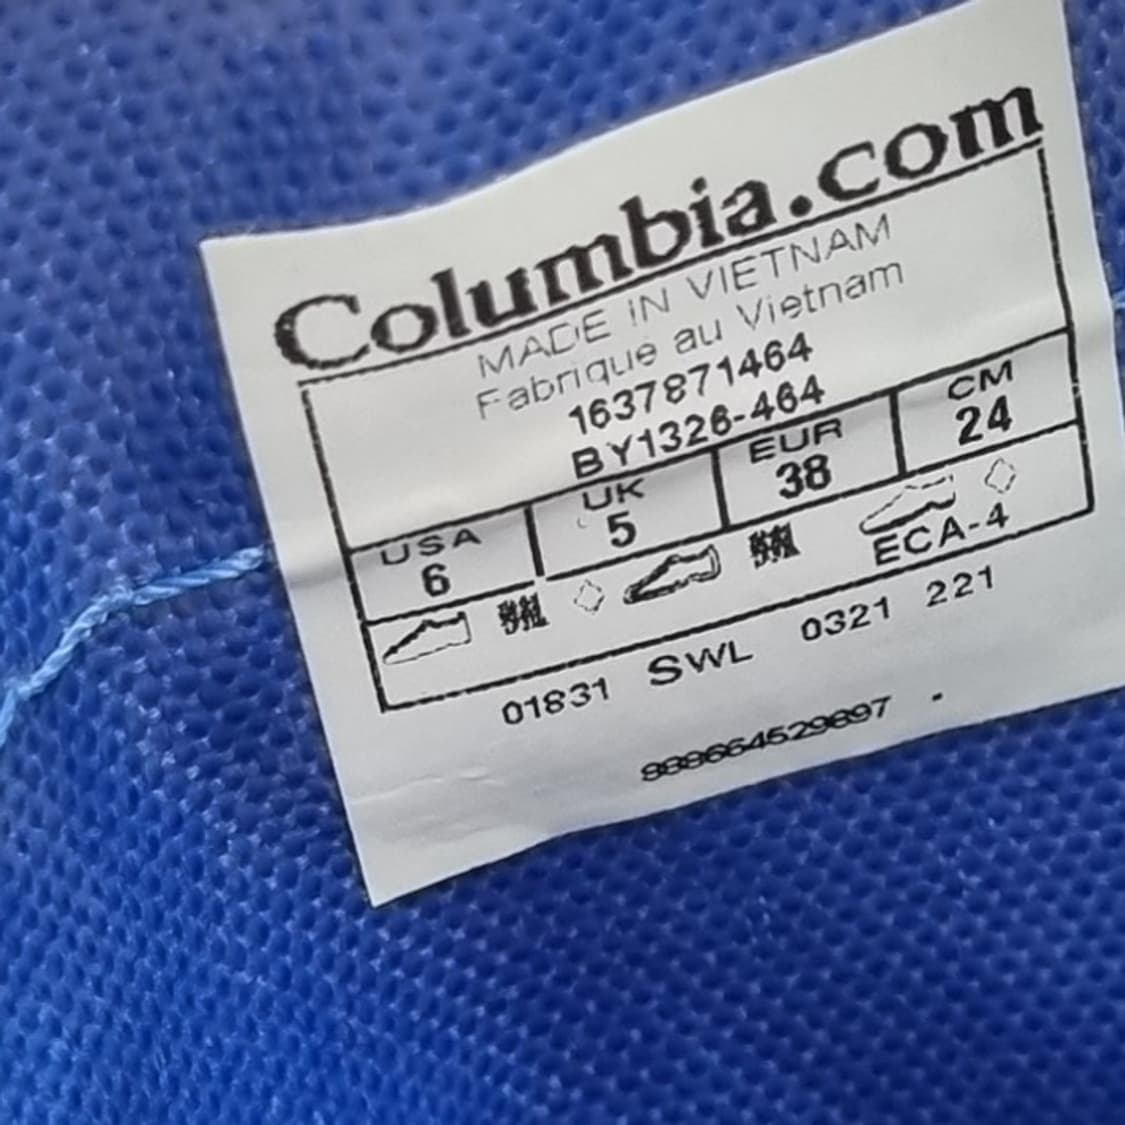 Columbia.com
MADE IN VIETNAM
Fabrique au Vietnam
1637871464
BY1326-464
USA UK EUR CM
6 5 38 24
ECA-4
01831 SWL 0321 221